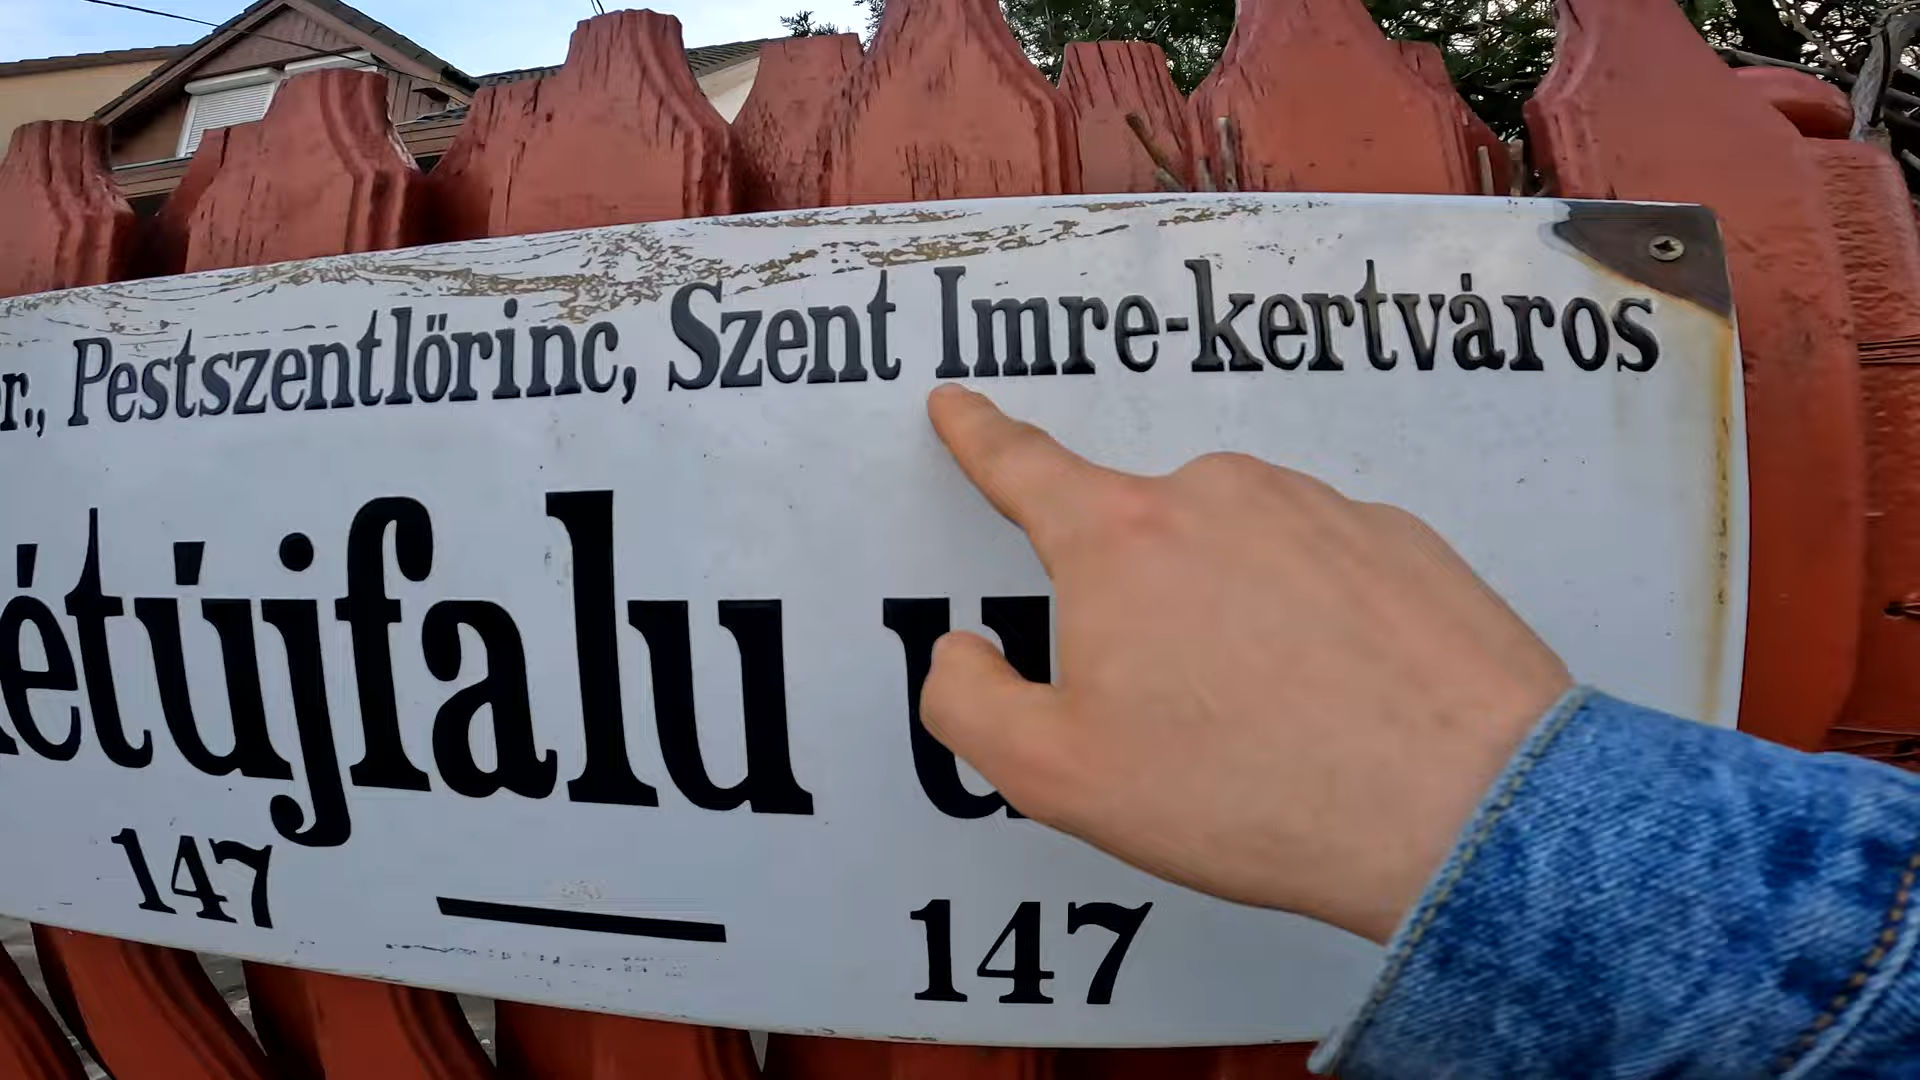 r., Pestszentlőrinc, Szent Imre-kertváros
étújfalu u
147 — 147